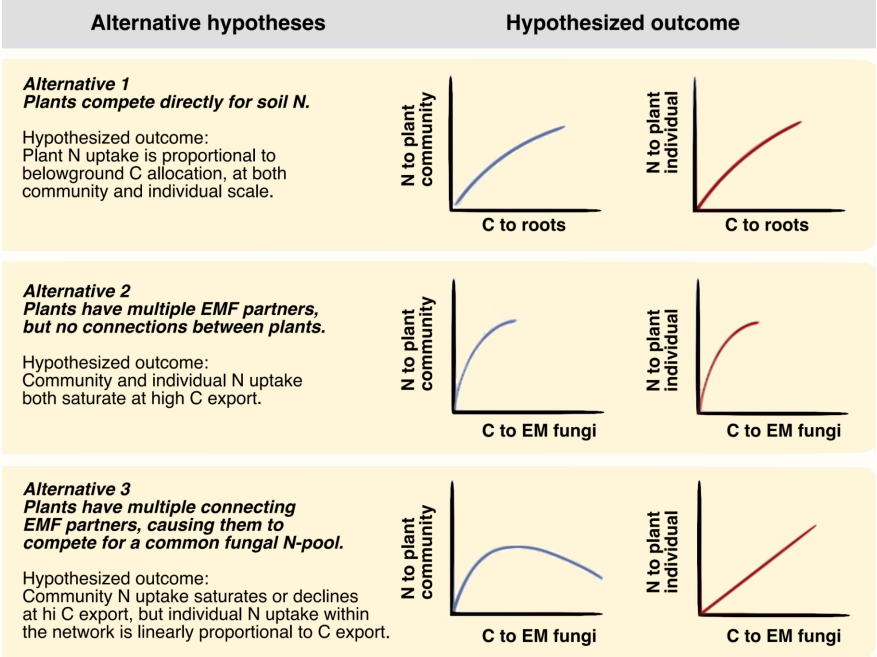 Alternative hypotheses
Hypothesized outcome
Alternative 1
Plants compete directly for soil N.
Hypothesized outcome:
Plant N uptake is proportional to
belowground C allocation, at both
community and individual scale.
N to plant
community
C to roots
N to plant
individual
C to roots
Alternative 2
Plants have multiple EMF partners,
but no connections between plants.
Hypothesized outcome:
Community and individual N uptake
both saturate at high C export.
N to plant
community
C to EM fungi
N to plant
individual
C to EM fungi
Alternative 3
Plants have multiple connecting
EMF partners, causing them to
compete for a common fungal N-pool.
Hypothesized outcome:
Community N uptake saturates or declines
at hi C export, but individual N uptake within
the network is linearly proportional to C export.
N to plant
community
C to EM fungi
N to plant
individual
C to EM fungi